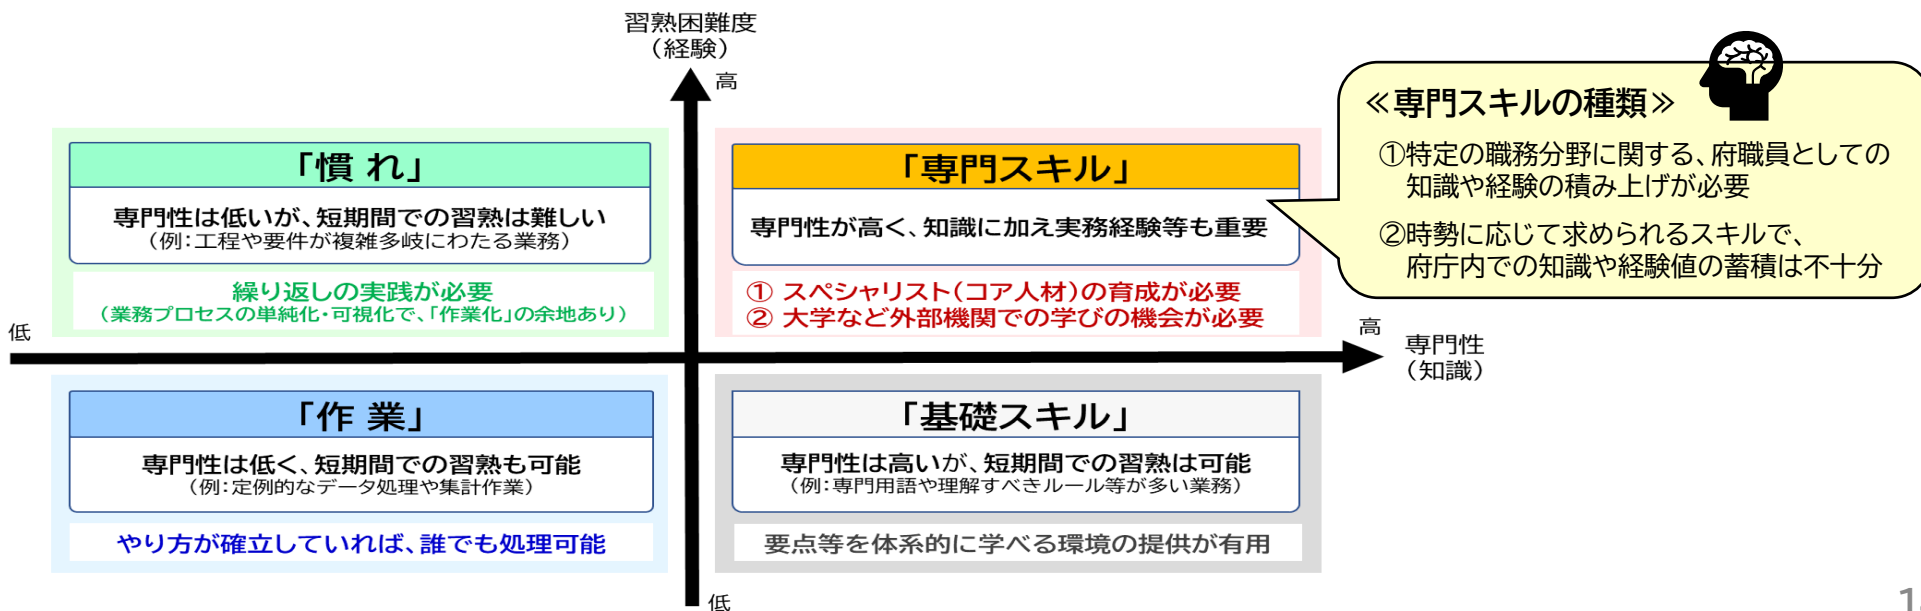 習熟困難度
（経験）
高
≪専門スキルの種類≫
①特定の職務分野に関する、府職員としての
知識や経験の積み上げが必要
②時勢に応じて求められるスキルで、
府庁内での知識や経験値の蓄積は不十分
「慣 れ」
専門性は低いが、短期間での習熟は難しい
（例：工程や要件が複雑多岐にわたる業務）
繰り返しの実践が必要
（業務プロセスの単純化・可視化で、「作業化」の余地あり）
「専門スキル」
専門性が高く、知識に加え実務経験等も重要
① スペシャリスト（コア人材）の育成が必要
② 大学など外部機関での学びの機会が必要
低
高
専門性
（知識）
「作 業」
専門性は低く、短期間での習熟も可能
（例：定例的なデータ処理や集計作業）
やり方が確立していれば、誰でも処理可能
「基礎スキル」
専門性は高いが、短期間での習熟は可能
（例：専門用語や理解すべきルール等が多い業務）
要点等を体系的に学べる環境の提供が有用
低